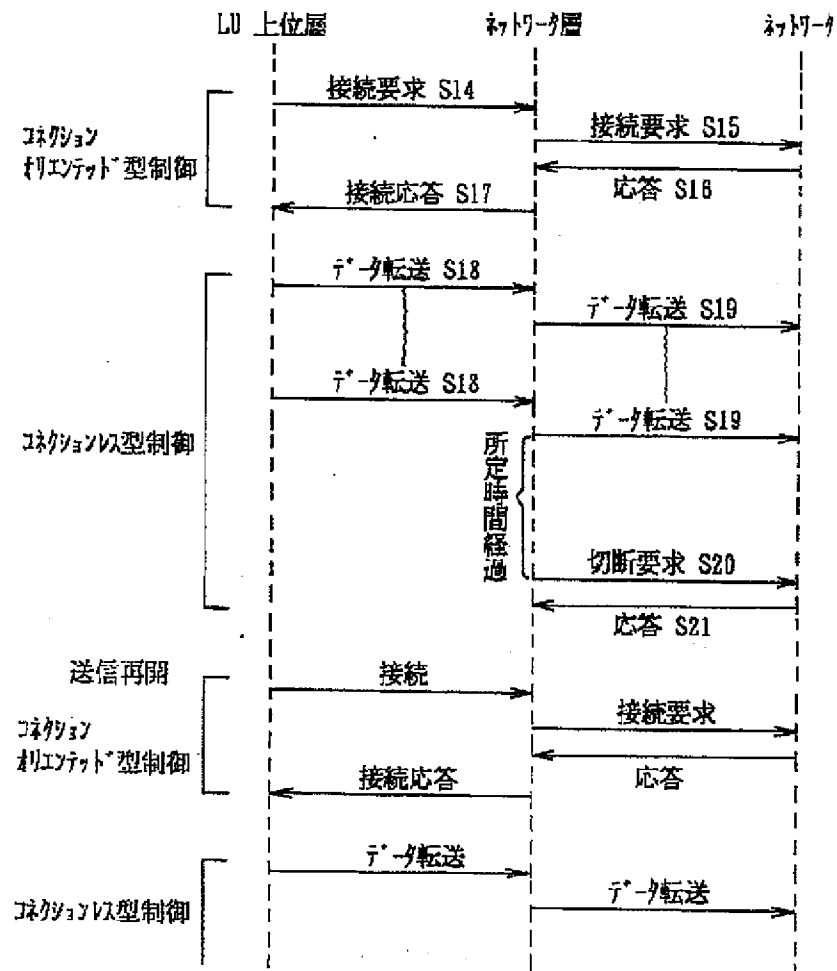 LU 上位層 ネットワーク層 ネットワーク
接続要求 S14
コネクション
オリエンテッド型制御
接続要求 S15
応答 S16
接続応答 S17
データ転送 S18
データ転送 S19
データ転送 S18
コネクションレス型制御
データ転送 S19
所定時間経過
切断要求 S20
応答 S21
送信再開
接続
コネクション
オリエンテッド型制御
接続要求
応答
接続応答
データ転送
コネクションレス型制御
データ転送